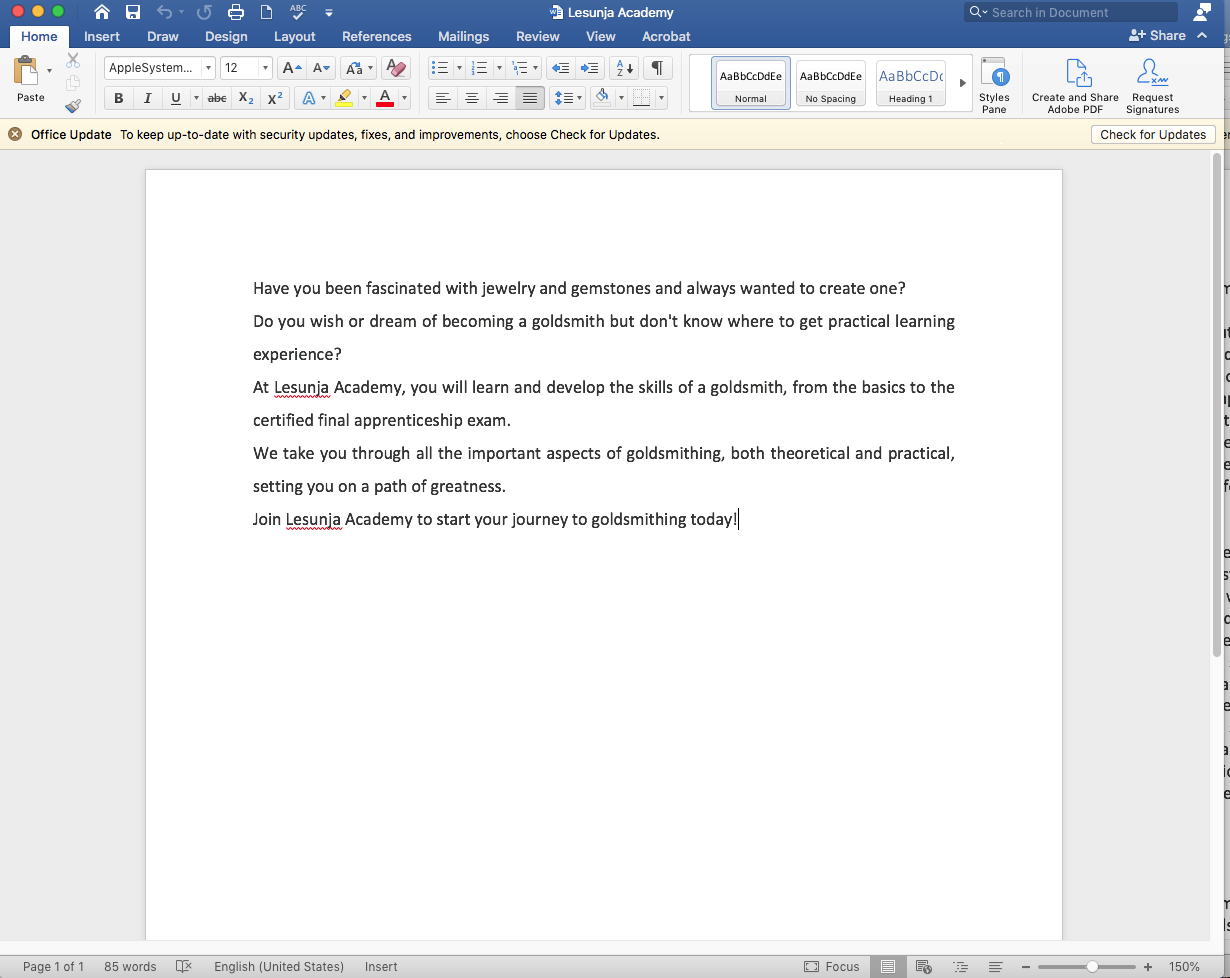 ABC
Lesunja Academy
Search in Document
Home Insert Draw Design Layout References Mailings Review View Acrobat Share
Paste
AppleSystem... 12
AaBbCcDdEe AaBbCcDdEe AaBbCcDc
Normal No Spacing Heading 1
Styles Pane
Create and Share Adobe PDF
Request Signatures
B I U abc X2 X2 A A
Office Update To keep up-to-date with security updates, fixes, and improvements, choose Check for Updates. Check for Updates
Have you been fascinated with jewelry and gemstones and always wanted to create one?
Do you wish or dream of becoming a goldsmith but don't know where to get practical learning
experience?
At Lesunja Academy, you will learn and develop the skills of a goldsmith, from the basics to the
certified final apprenticeship exam.
We take you through all the important aspects of goldsmithing, both theoretical and practical,
setting you on a path of greatness.
Join Lesunja Academy to start your journey to goldsmithing today!
Page 1 of 1 85 words English (United States) Insert Focus 150%